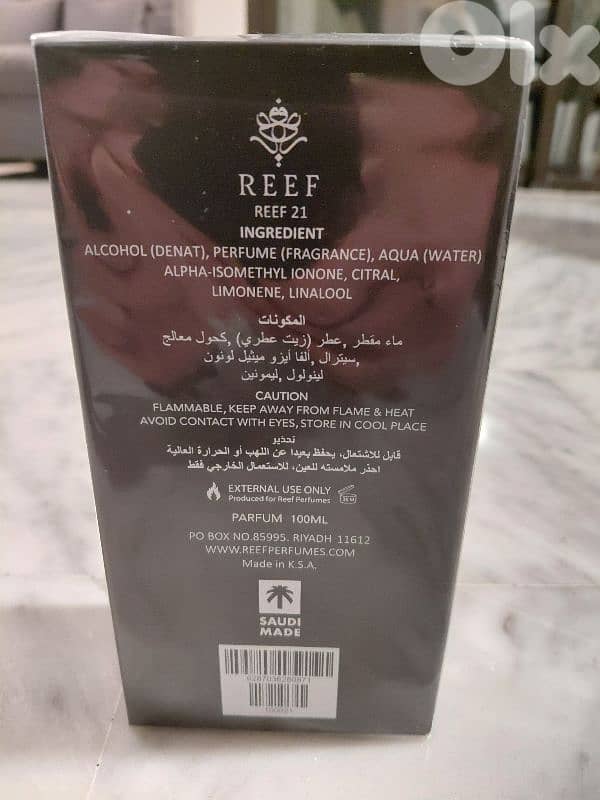 olx
REEF
REEF 21
INGREDIENT
ALCOHOL (DENAT), PERFUME (FRAGRANCE), AQUA (WATER)
ALPHA-ISOMETHYL IONONE, CITRAL,
LIMONENE, LINALOOL
المكونات
ماء مقطر ,عطر (زيت عطري) ,كحول معالج
,سيترال ,ألفا أيزو ميثيل لونون
لينولول ,ليمونين
CAUTION
FLAMMABLE, KEEP AWAY FROM FLAME & HEAT
AVOID CONTACT WITH EYES, STORE IN COOL PLACE
تحذير
قابل للاشتعال، يحفظ بعيدا عن اللهب أو الحرارة العالية
احذر ملامسته للعين، للاستعمال الخارجي فقط
EXTERNAL USE ONLY
Produced for Reef Perfumes
PARFUM 100ML
PO BOX NO.85995. RIYADH 11612
WWW.REEFPERFUMES.COM
Made in K.S.A.
SAUDI
MADE
6287036280871